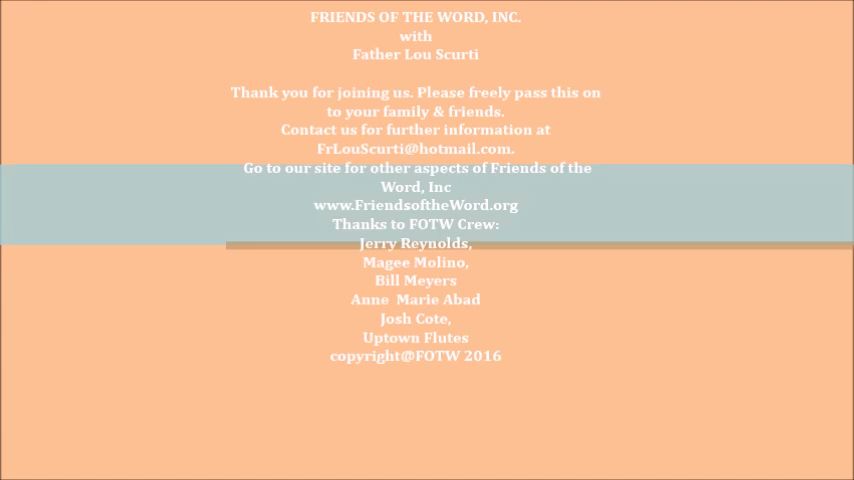 FRIENDS OF THE WORD, INC.
with
Father Lou Scurti
Thank you for joining us. Please freely pass this on
to your family & friends.
Contact us for further information at
FrLouScurti@hotmail.com.
Go to our site for other aspects of Friends of the
Word, Inc
www.FriendsoftheWord.org
Thanks to FOTW Crew:
Jerry Reynolds,
Magee Molino,
Bill Meyers
Anne  Marie Abad
Josh Cote,
Uptown Flutes
copyright@FOTW 2016